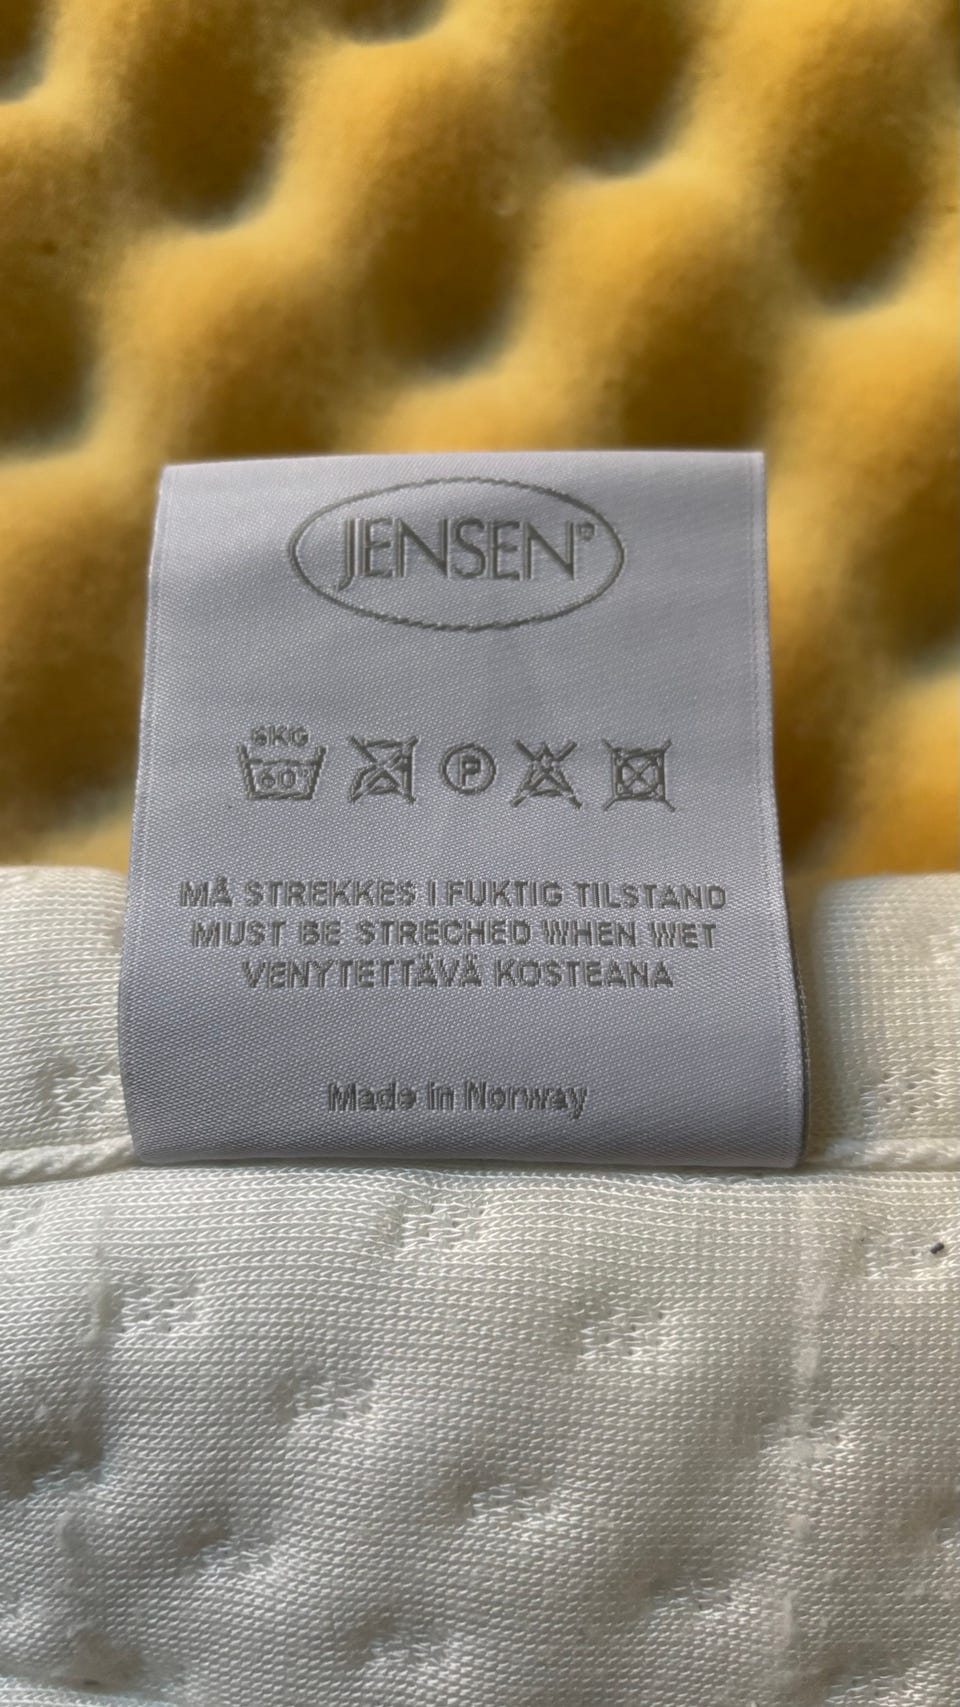 JENSEN®
6KG
60°
P
MÅ STREKKES I FUKTIG TILSTAND
MUST BE STRECHED WHEN WET
VENYTETTÄVÄ KOSTEANA
Made in Norway